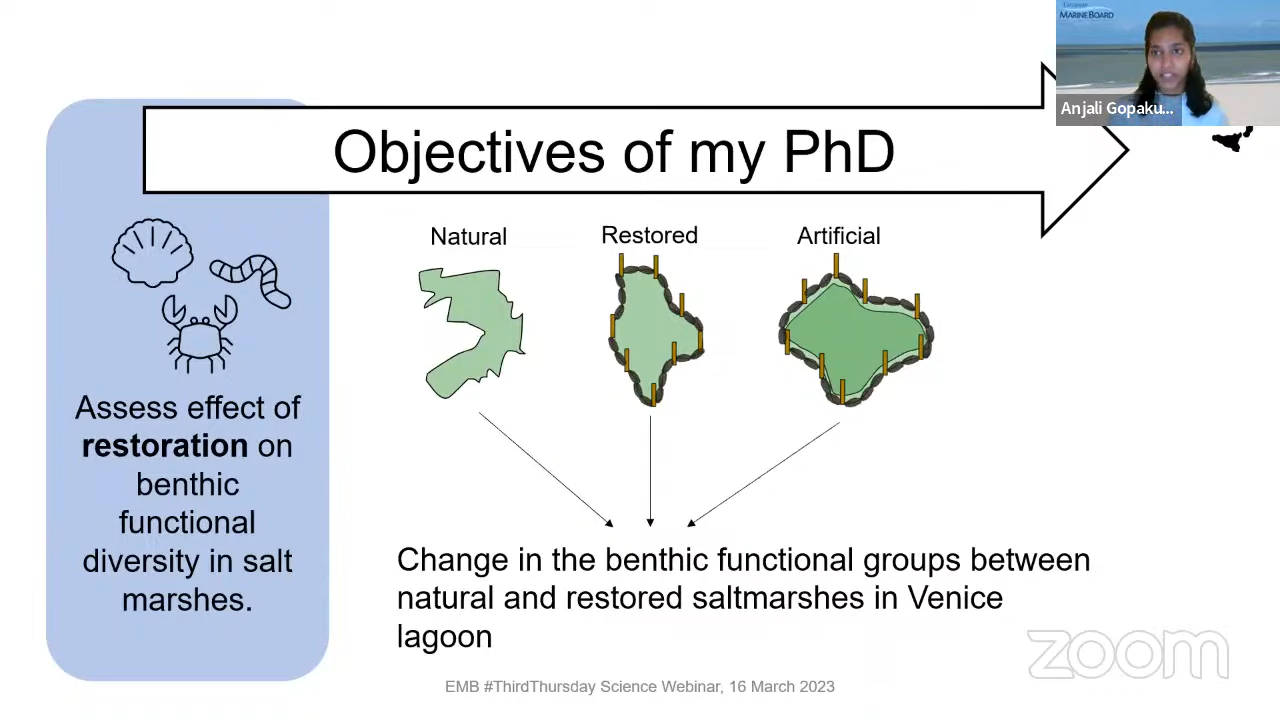 MARINE BOARD
Anjali Gopaku...
Objectives of my PhD
Natural
Restored
Artificial
Assess effect of
restoration on
benthic
functional
diversity in salt
marshes.
Change in the benthic functional groups between
natural and restored saltmarshes in Venice
lagoon
zoom
EMB #ThirdThursday Science Webinar, 16 March 2023